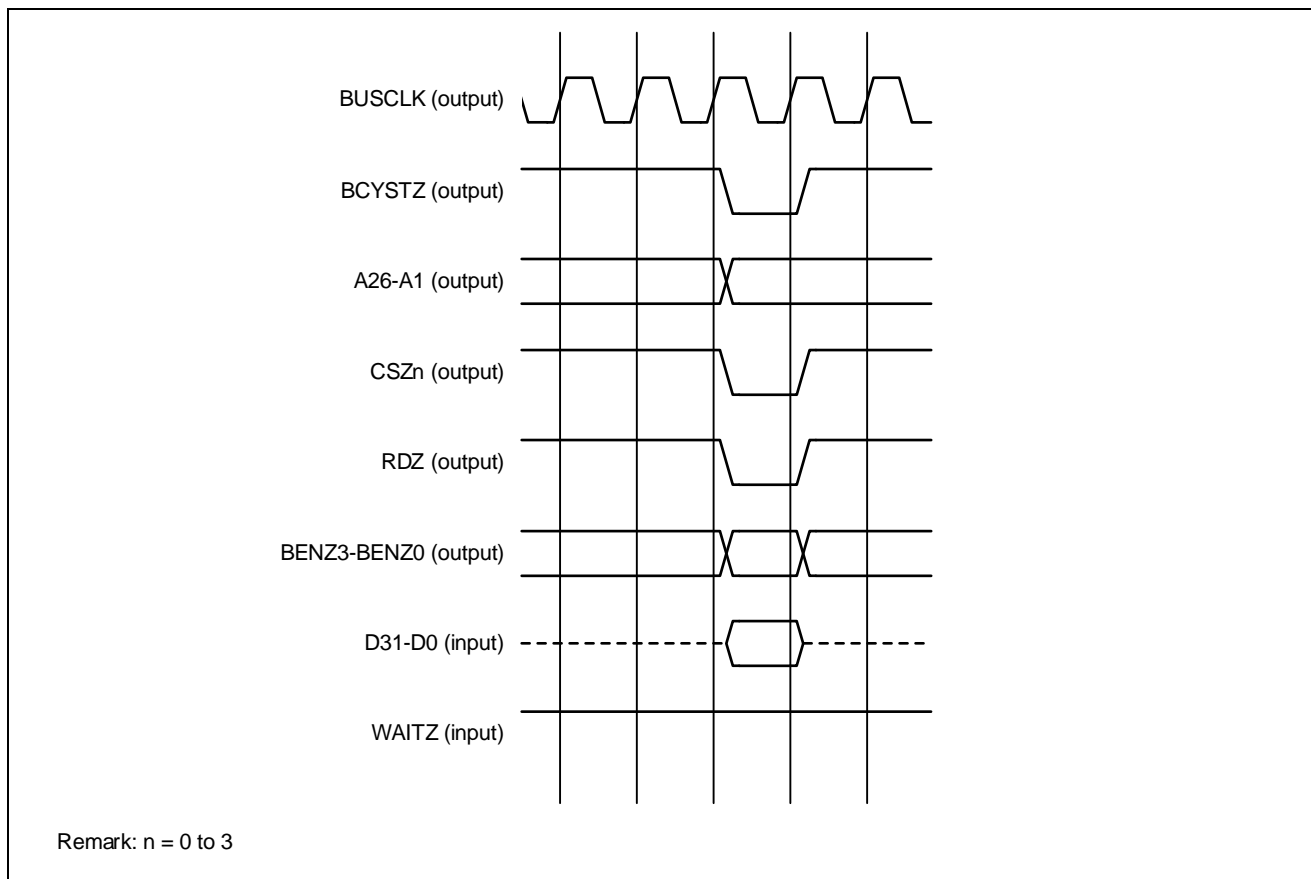 BUSCLK (output)
BCYSTZ (output)
A26-A1 (output)
CSZn (output)
RDZ (output)
BENZ3-BENZ0 (output)
D31-D0 (input)
WAITZ (input)
Remark: n = 0 to 3